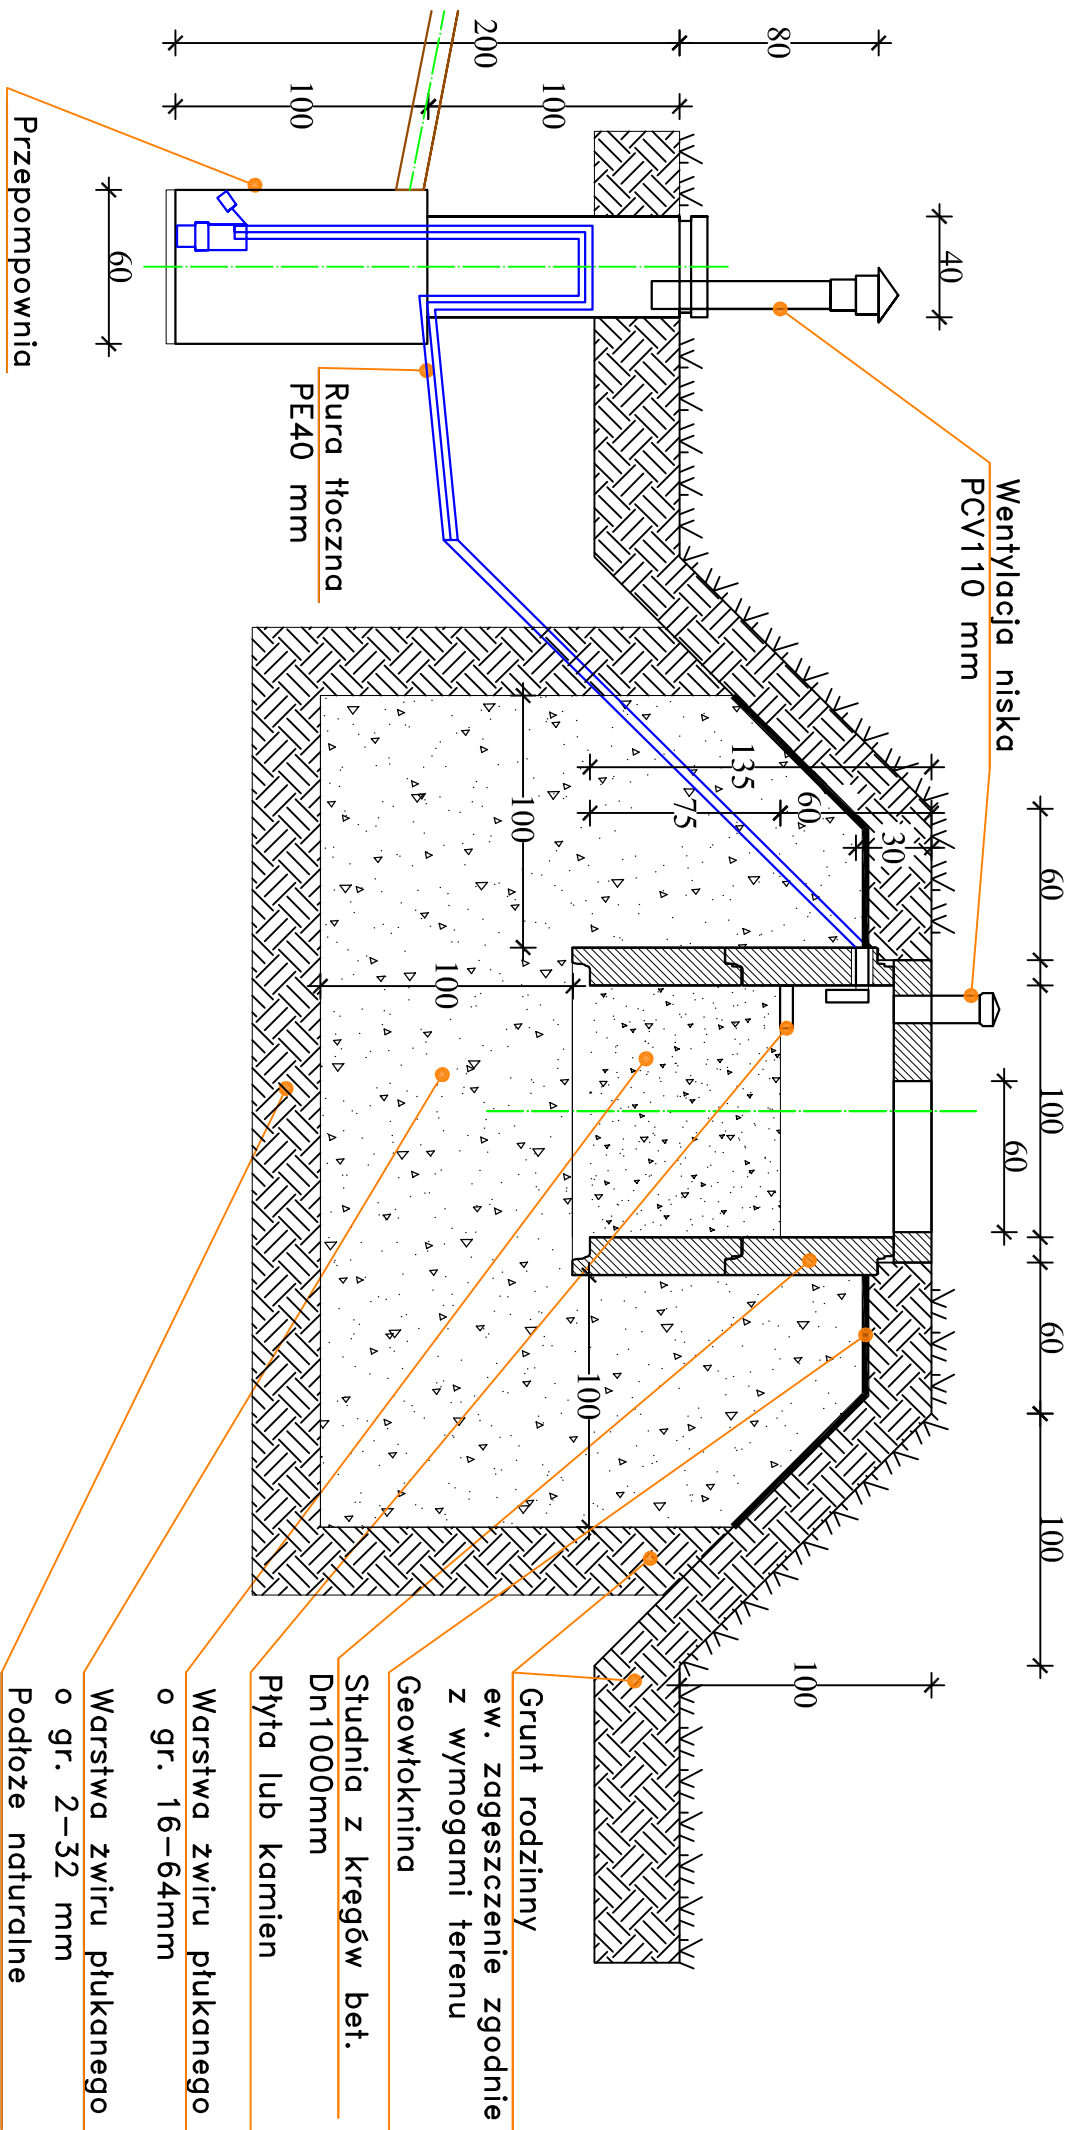 Wentylacja niska
PCV110 mm
Rura tłoczna
PE40 mm
Przepompownia
Grunt rodzinny
ew. zagęszczenie zgodnie
z wymogami terenu
Geowłoknina
Studnia z kręgów bet.
Dn1000mm
Płyta lub kamien
Warstwa żwiru płukanego
o gr. 16-64mm
Warstwa żwiru płukanego
o gr. 2-32 mm
Podłoże naturalne
80
200
100
100
40
60
60
100
60
100
60
30
60
135
75
100
100
100
100